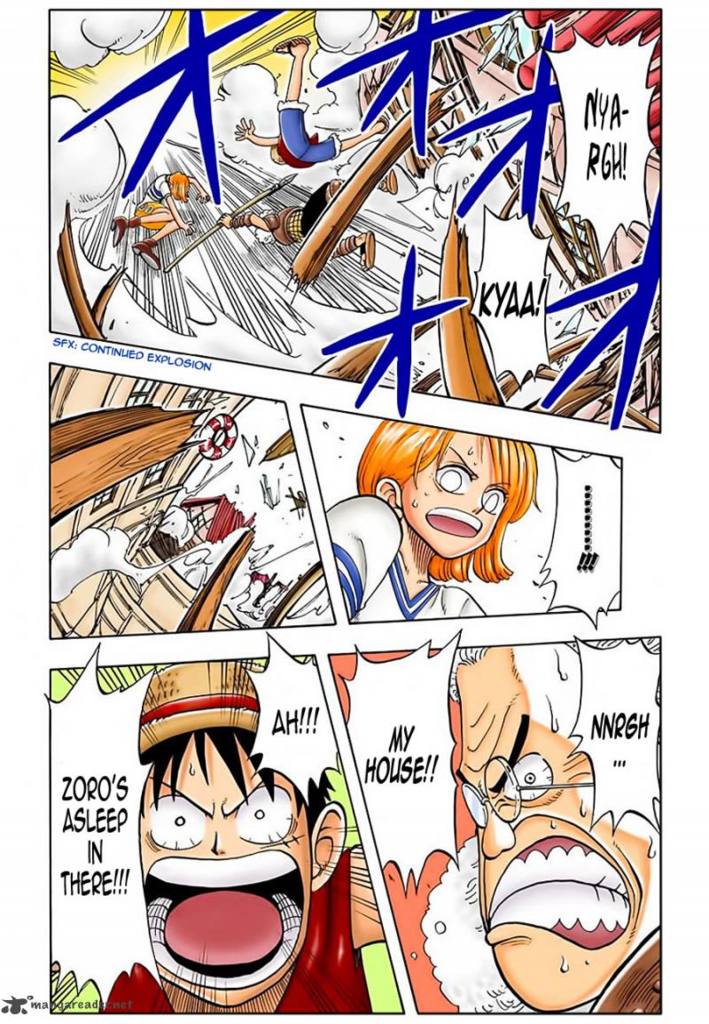 NYA-
RGH!
KYAA!
SFX: CONTINUED EXPLOSION
..........!!!
NNRGH
...
MY
HOUSE!!
AH!!!
ZORO'S
ASLEEP
IN
THERE!!!
mangareader.net